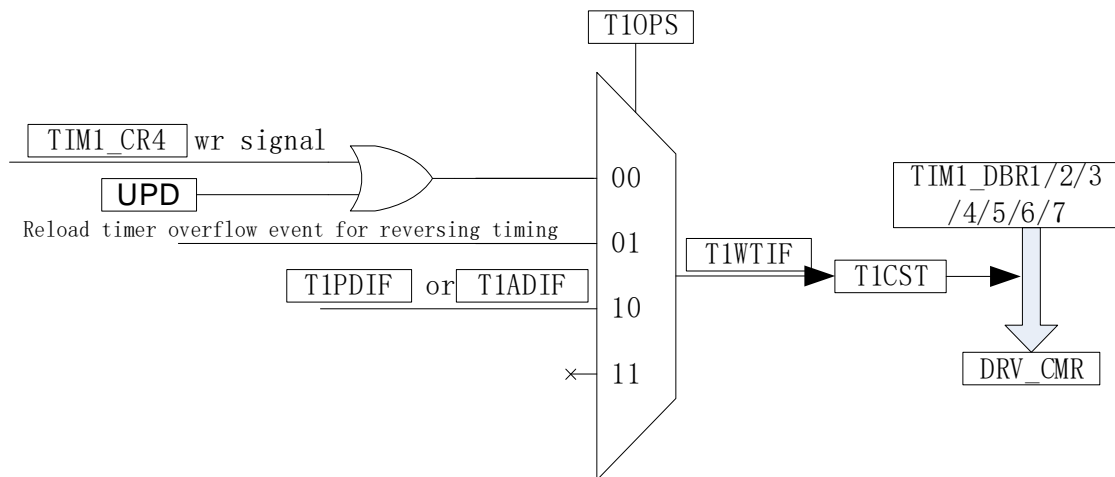 T1OPS
TIM1_CR4 wr signal
UPD
00
Reload timer overflow event for reversing timing
01
T1PDIF or T1ADIF
10
11
T1WTIF
T1CST
TIM1_DBR1/2/3
/4/5/6/7
DRV_CMR